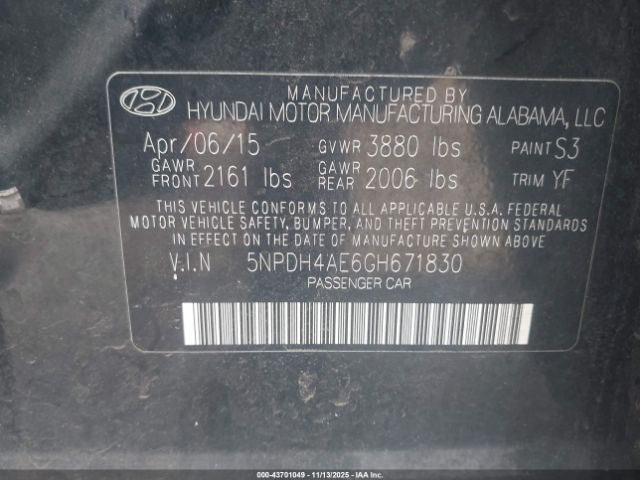 MANUFACTURED BY
HYUNDAI MOTOR MANUFACTURING ALABAMA, LLC
Apr/06/15 GVWR 3880 lbs PAINT S3
GAWR FRONT 2161 lbs GAWR REAR 2006 lbs TRIM YF
THIS VEHICLE CONFORMS TO ALL APPLICABLE U.S.A. FEDERAL
MOTOR VEHICLE SAFETY, BUMPER, AND THEFT PREVENTION STANDARDS
IN EFFECT ON THE DATE OF MANUFACTURE SHOWN ABOVE
V.I.N 5NPDH4AE6GH671830
PASSENGER CAR
000-43701049 - 11/13/2025 - IAAI.com